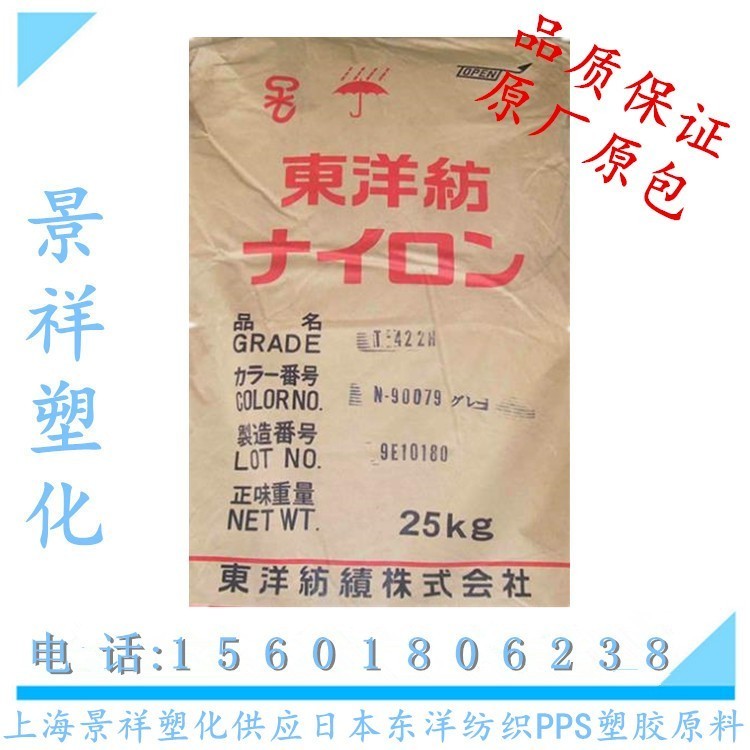 品质保证
原厂原包
景祥塑化
OPEN
東洋紡
ナイロン
品名
GRADE T-422H
カラー番号
COLOR NO. N-90079 グレー
製造番号
LOT NO. 9E10180
正味重量
NET WT. 25kg
東洋紡績株式会社
电话:15601806238
上海景祥塑化供应日本东洋纺织PPS塑胶原料